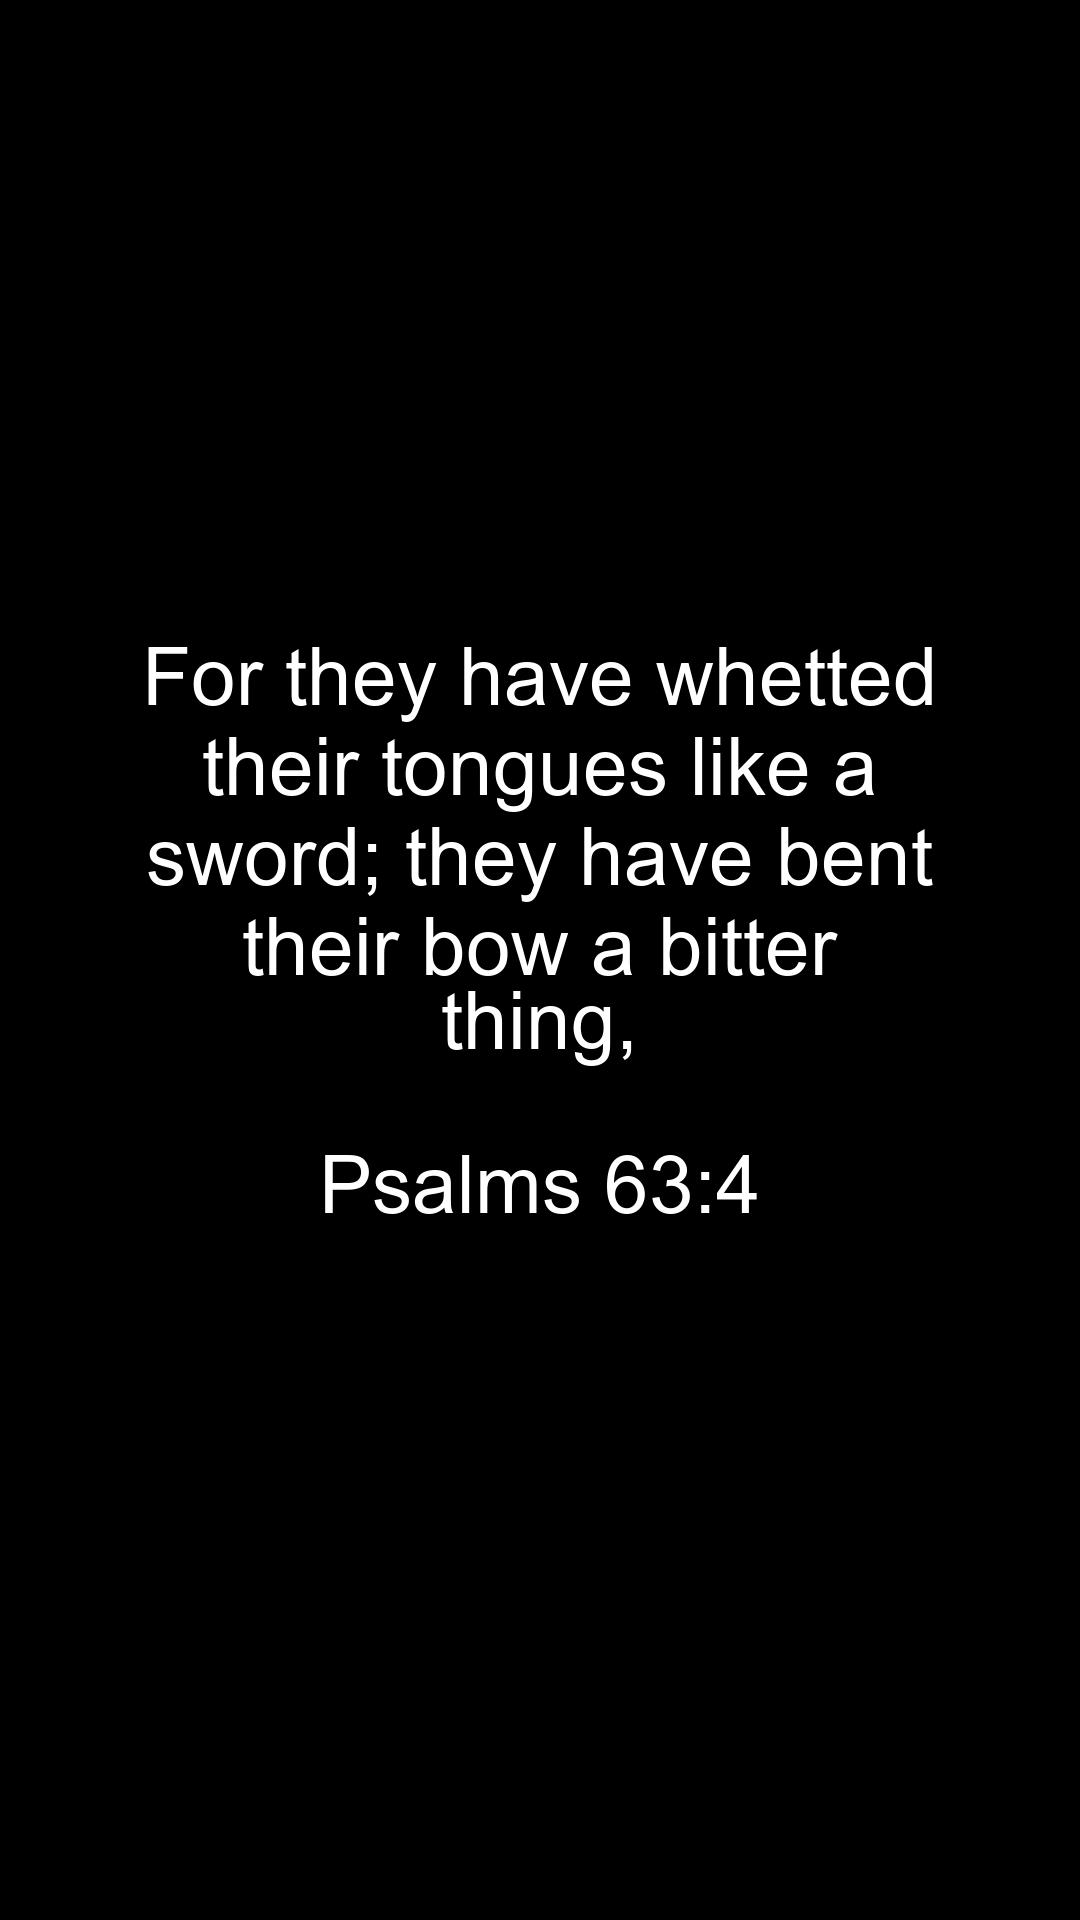 For they have whetted
their tongues like a
sword; they have bent
their bow a bitter
thing,
Psalms 63:4